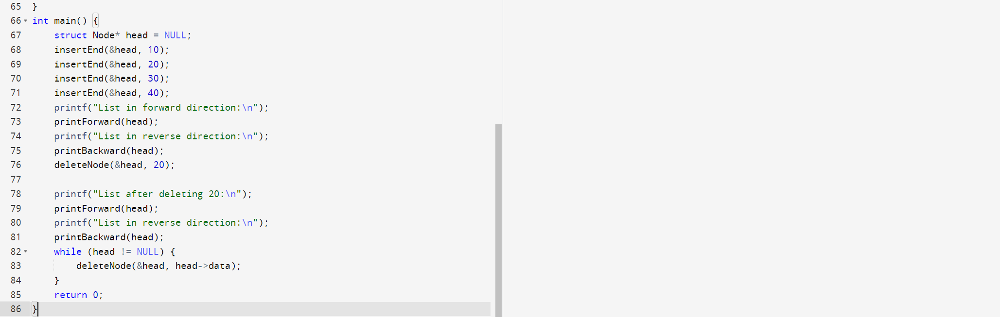 65 }
66 int main() {
67     struct Node* head = NULL;
68     insertEnd(&head, 10);
69     insertEnd(&head, 20);
70     insertEnd(&head, 30);
71     insertEnd(&head, 40);
72     printf("List in forward direction:\n");
73     printForward(head);
74     printf("List in reverse direction:\n");
75     printBackward(head);
76     deleteNode(&head, 20);
77
78     printf("List after deleting 20:\n");
79     printForward(head);
80     printf("List in reverse direction:\n");
81     printBackward(head);
82     while (head != NULL) {
83         deleteNode(&head, head->data);
84     }
85     return 0;
86 }